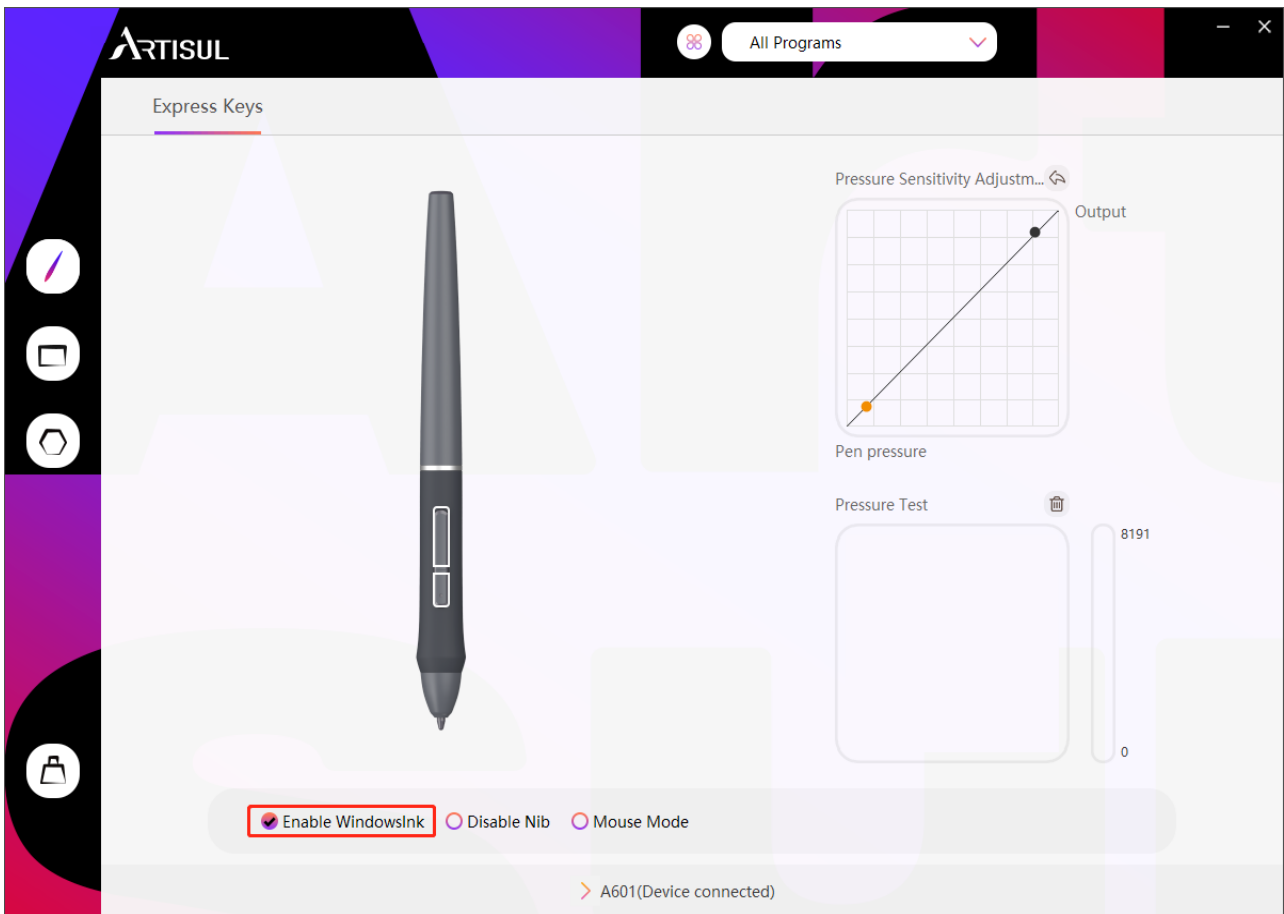 ARTISUL
All Programs
Express Keys
Pressure Sensitivity Adjustm...
Output
Pen pressure
Pressure Test
8191
0
Enable WindowsInk
Disable Nib
Mouse Mode
A601(Device connected)